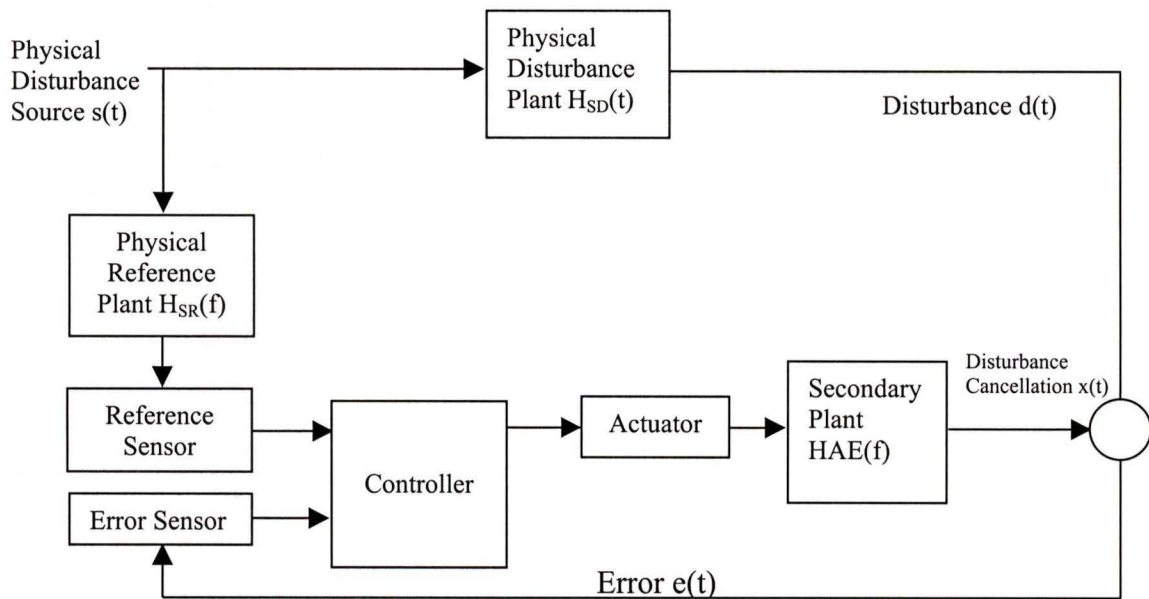 Physical
Disturbance
Source s(t)
Physical
Disturbance
Plant H_SD(t)
Disturbance d(t)
Physical
Reference
Plant H_SR(f)
Reference
Sensor
Error Sensor
Controller
Actuator
Secondary
Plant
HAE(f)
Disturbance
Cancellation x(t)
Error e(t)